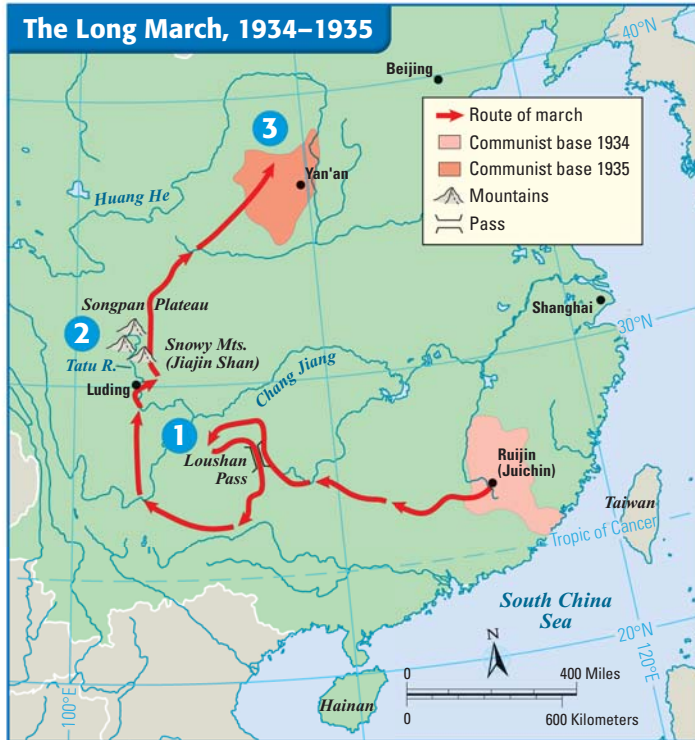 The Long March, 1934–1935
40°N
Beijing
Route of march
Communist base 1934
Communist base 1935
Mountains
Pass
3
Yan'an
Huang He
Songpan Plateau
Shanghai
30°N
2
Snowy Mts.
(Jiajin Shan)
Tatu R.
Luding
Chang Jiang
1
Loushan
Pass
Ruijin
(Juichin)
Taiwan
Tropic of Cancer
South China
Sea
20°N
120°E
N
0 400 Miles
0 600 Kilometers
Hainan
100°E